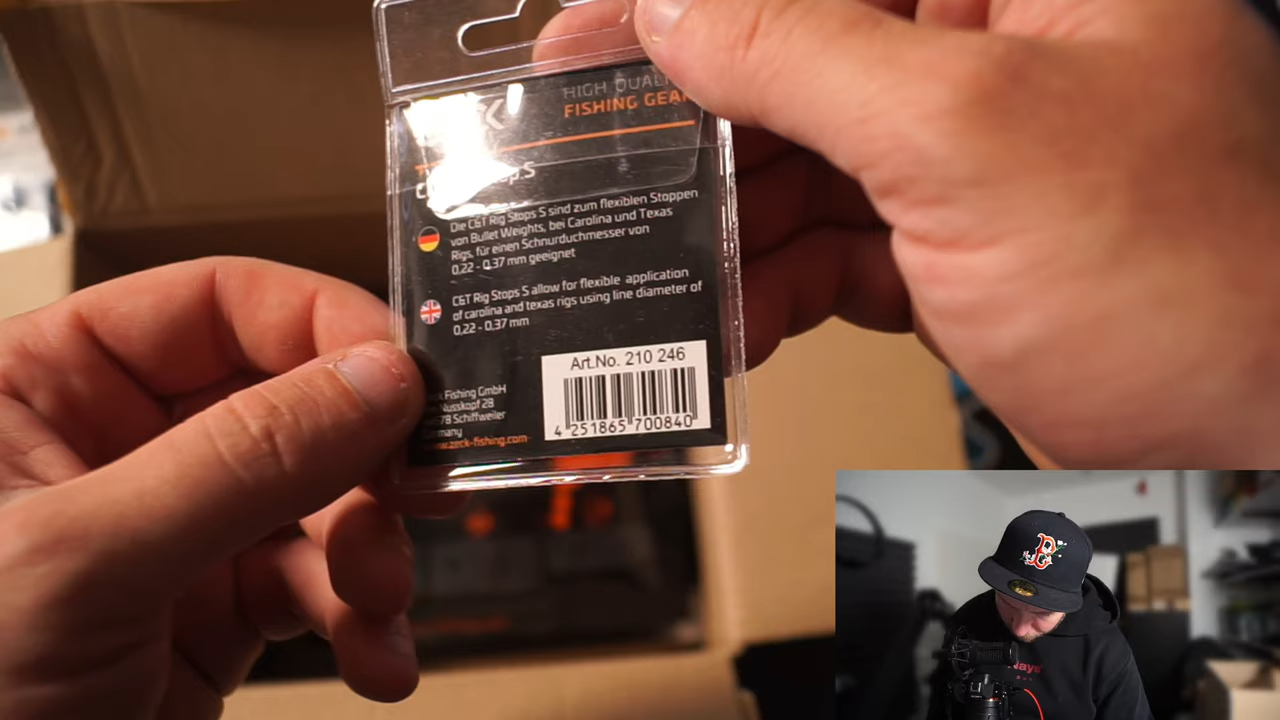 HIGH
FISHING GEAR
Die C&T Rig Stops S sind zum flexiblen Stoppen
von Bullet Weights, bei Carolina und Texas
Rigs, für einen Schnurduchmesser von
0,22 - 0,37 mm geeignet
C&T Rig Stops S allow for flexible application
of carolina and texas rigs using line diameter of
0,22 - 0,37 mm
Art.No. 210 246
4 251865 700840
Fishing GmbH
Nusskopf 28
Schiffweiler
.zeck-fishing.com
B